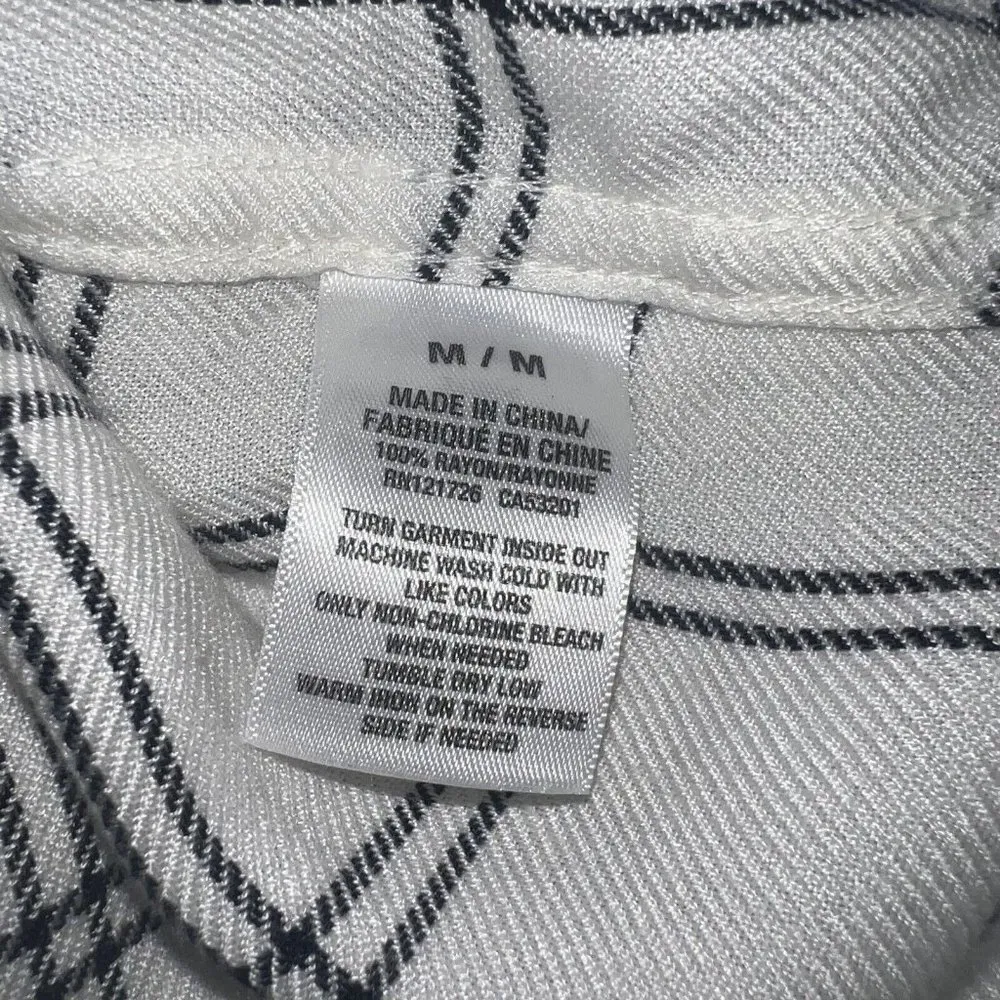 M / M
MADE IN CHINA/
FABRIQUÉ EN CHINE
100% RAYON/RAYONNE
RN121726 CA53201
TURN GARMENT INSIDE OUT
MACHINE WASH COLD WITH
LIKE COLORS
ONLY NON-CHLORINE BLEACH
WHEN NEEDED
TUMBLE DRY LOW
WARM IRON ON THE REVERSE
SIDE IF NEEDED